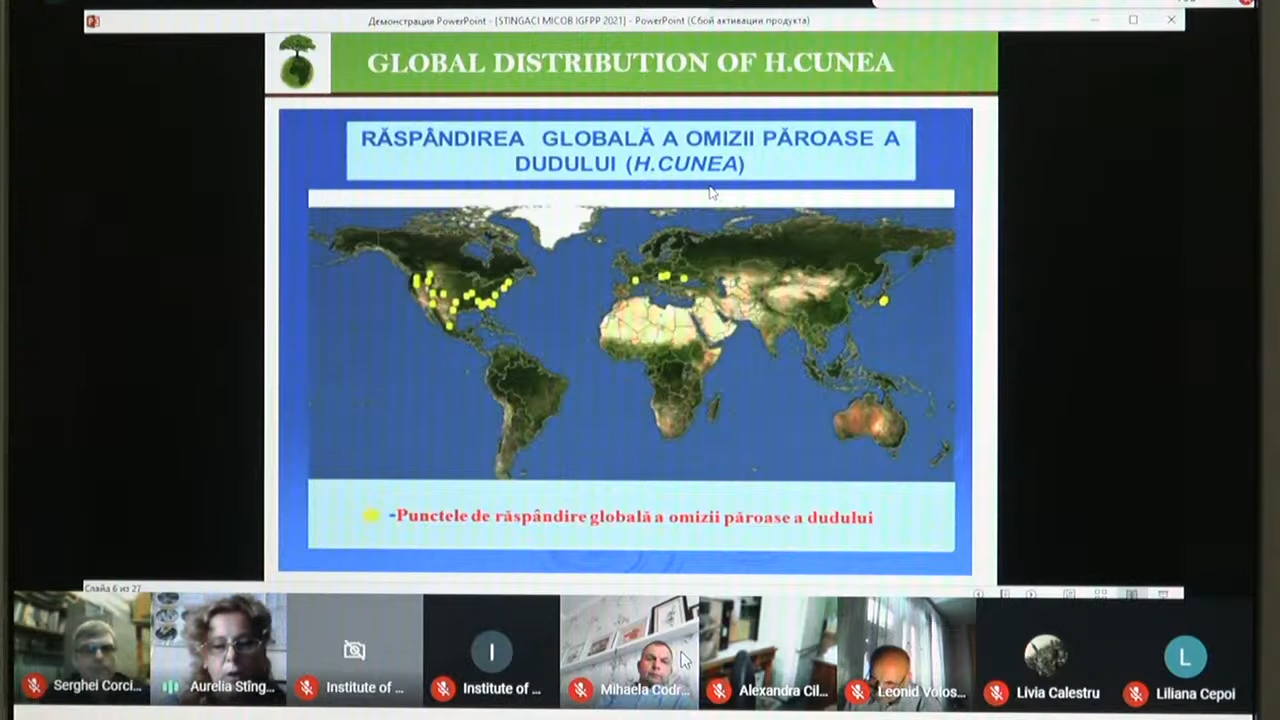 Демонстрация PowerPoint - [STINGACI MICOB IGFPP 2021] - PowerPoint (Сбой активации продукта)
GLOBAL DISTRIBUTION OF H.CUNEA
RĂSPÂNDIREA GLOBALĂ A OMIZII PĂROASE A
DUDULUI (H.CUNEA)
-Punctele de răspândire globală a omizii păroase a dudului
Слайд 6 из 27
Serghei Corci...
Aurelia Stîng...
Institute of ...
Institute of ...
Mihaela Codr...
Alexandra Cil...
Leonid Volos...
Livia Calestru
Liliana Cepoi
I
L